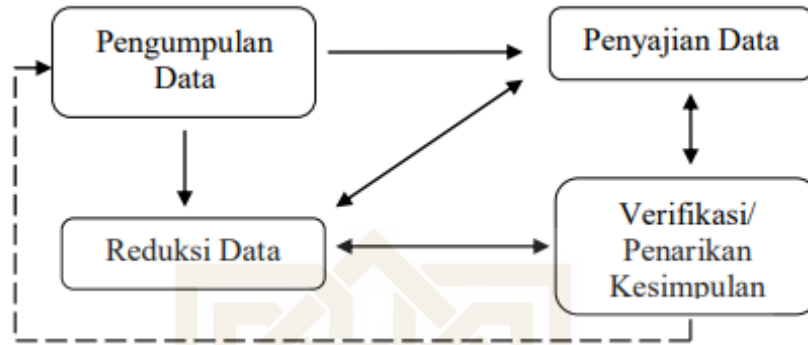 Pengumpulan
Data
Penyajian Data
Reduksi Data
Verifikasi/
Penarikan
Kesimpulan